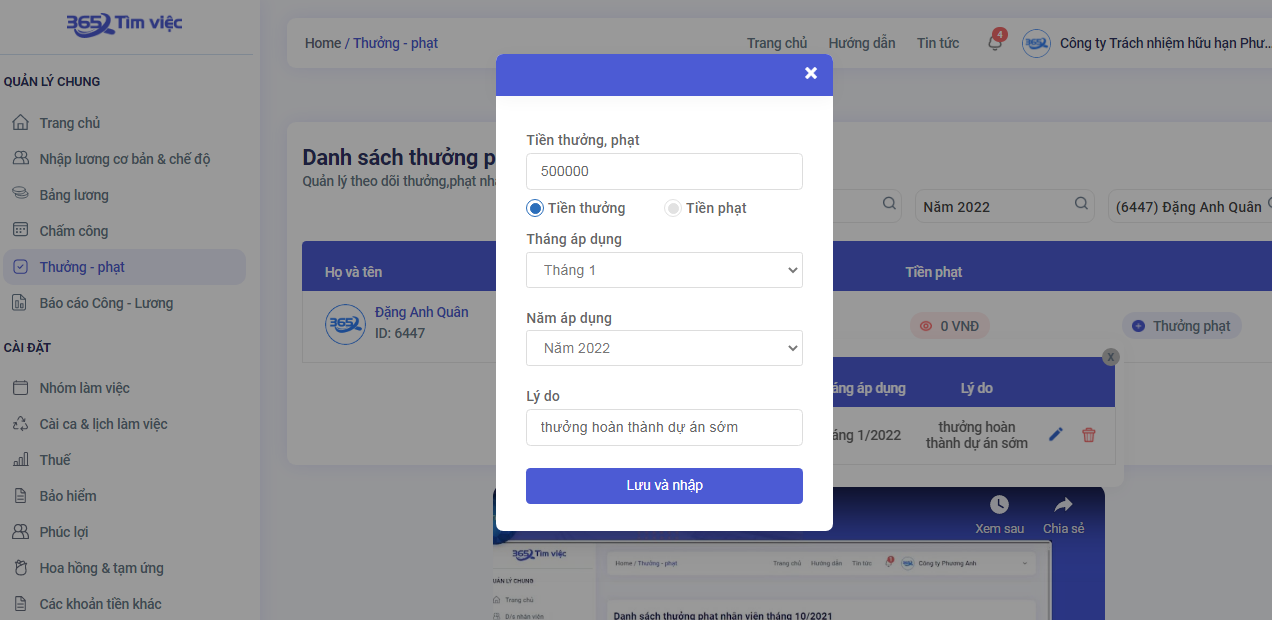 365 Tìm việc
QUẢN LÝ CHUNG
Trang chủ
Nhập lương cơ bản & chế độ
Bảng lương
Chấm công
Thưởng - phạt
Báo cáo Công - Lương
CÀI ĐẶT
Nhóm làm việc
Cài ca & lịch làm việc
Thuế
Bảo hiểm
Phúc lợi
Hoa hồng & tạm ứng
Các khoản tiền khác
Home / Thưởng - phạt
Trang chủ
Hướng dẫn
Tin tức
4
365
Công ty Trách nhiệm hữu hạn Phư...
Danh sách thưởng p
Quản lý theo dõi thưởng,phạt nh
Năm 2022
(6447) Đặng Anh Quân
Họ và tên
Tiền phạt
365
Đặng Anh Quân
ID: 6447
0 VNĐ
Thưởng phạt
X
áng áp dụng
Lý do
áng 1/2022
thưởng hoàn
thành dự án sớm
×
Tiền thưởng, phạt
500000
Tiền thưởng
Tiền phạt
Tháng áp dụng
Tháng 1
Năm áp dụng
Năm 2022
Lý do
thưởng hoàn thành dự án sớm
Lưu và nhập
Xem sau
Chia sẻ
365 Tìm việc
Home / Thưởng - phạt
Trang chủ
Hướng dẫn
Tin tức
Công ty Phương Anh
UẢN LÝ CHUNG
Trang chủ
D/s nhân viên
Danh sách thưởng phạt nhân viên tháng 10/2021